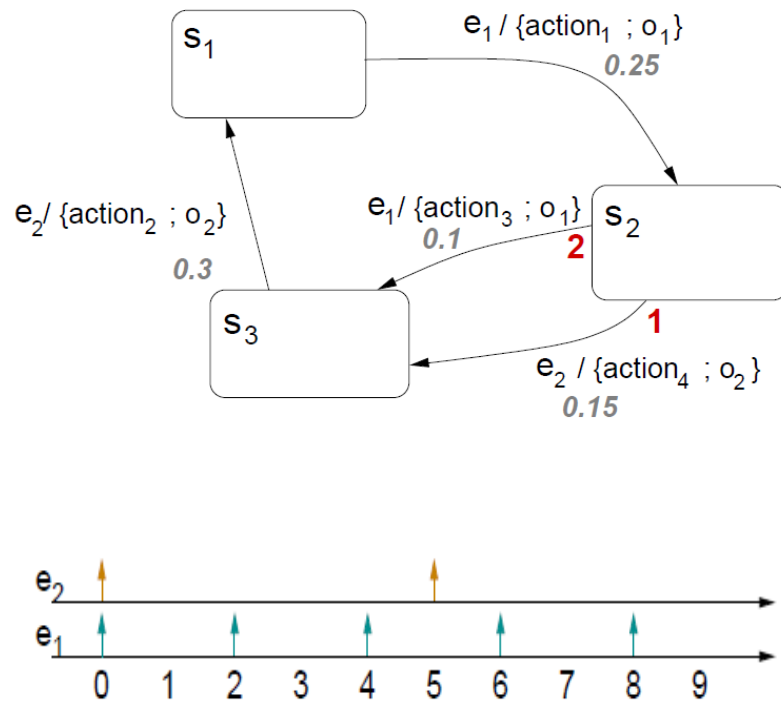 s1
e1 / {action1 ; o1}
0.25
e2/ {action2 ; o2}
0.3
e1/ {action3 ; o1}
0.1
s2
2
1
s3
e2 / {action4 ; o2}
0.15
e2
e1
0 1 2 3 4 5 6 7 8 9